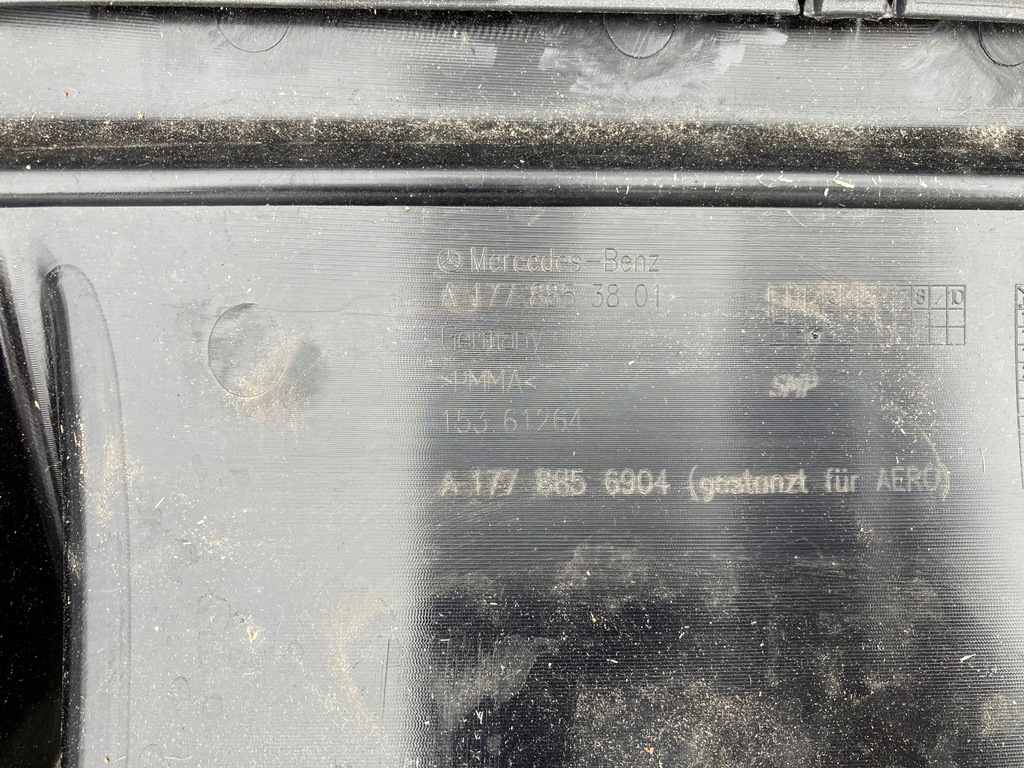 Mercedes-Benz
A 177 885 38 01
Germany
>PMMA<
153 61264
SMP
A 177 885 6904 (gestanzt für AERO)